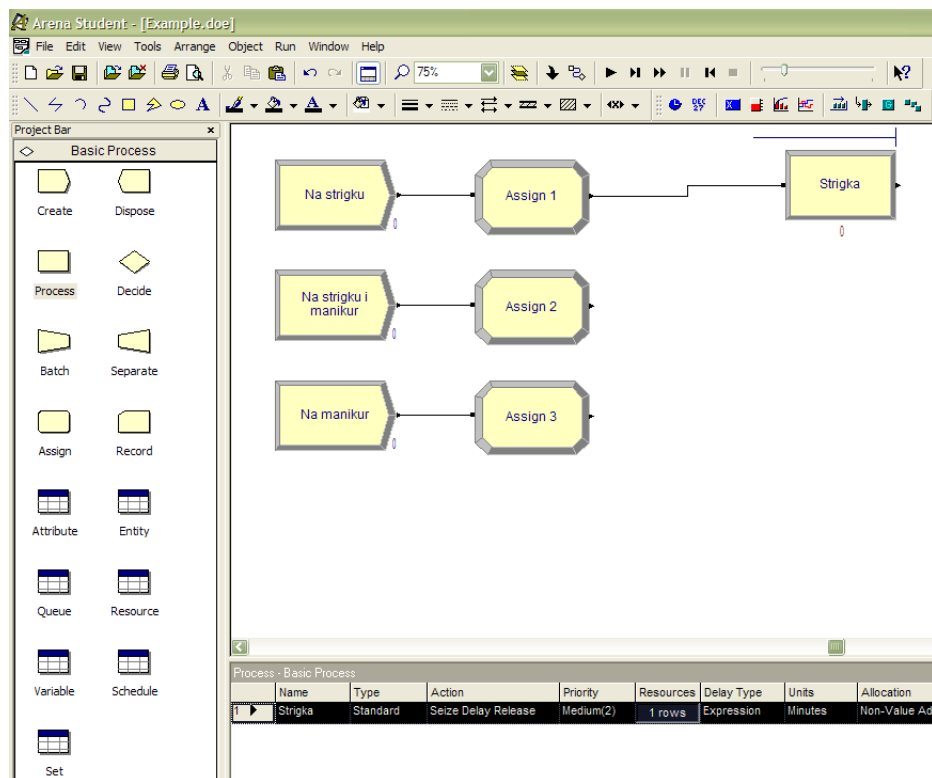 Arena Student - [Example.doe]
File Edit View Tools Arrange Object Run Window Help
75%
A A DEC 27 X
Project Bar x
Basic Process
Create Dispose
Process Decide
Batch Separate
Assign Record
Attribute Entity
Queue Resource
Variable Schedule
Set
Na strigku
0
Assign 1
Strigka
0
Na strigku i
manikur
0
Assign 2
Na manikur
0
Assign 3
Process - Basic Process
Name Type Action Priority Resources Delay Type Units Allocation
1 Strigka Standard Seize Delay Release Medium(2) 1 rows Expression Minutes Non-Value Ad